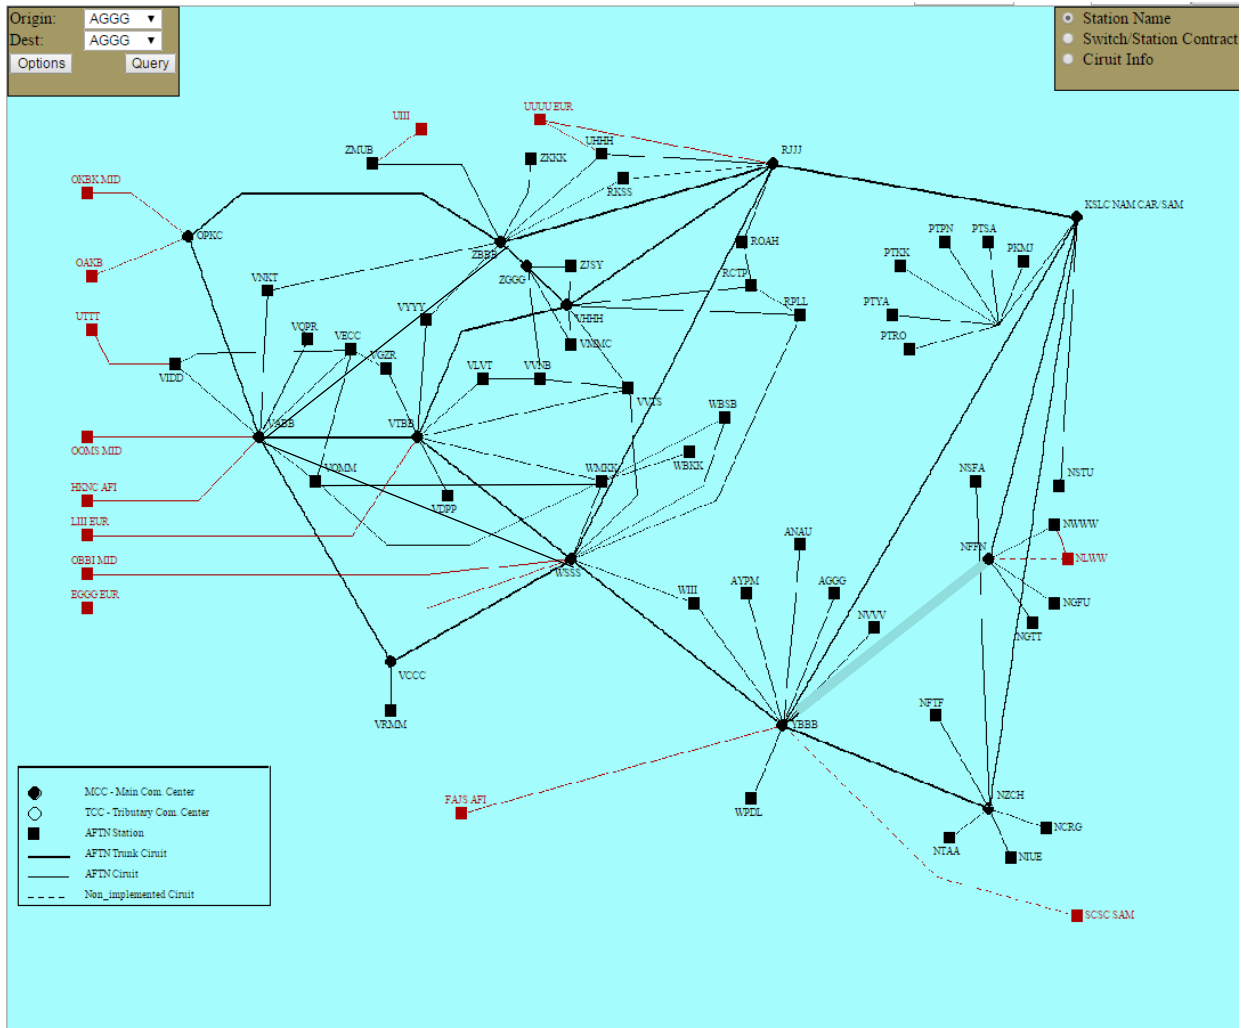 Origin: AGGG
Dest: AGGG
Options Query
Station Name
Switch/Station Contract
Ciruit Info
UUUU EUR
UIII
UHHH
ZMUB
ZKKK
RJJJ
RKSS
OKBK MID
KSLC NAM CAR/SAM
OPKC
ZBBB
ROAH
PTPN
PTSA
PTKK
PKMJ
OAKB
VNKT
ZGGG
ZJSY
RCTP
VYYY
RPLL
PTYA
UTTT
VHHH
VQPR
VECC
VNMC
PTRO
VIDD
VGZR
VLVT
VVNB
VVTS
WBSB
VABB
VTBB
OOMS MID
WBKK
VOMM
WMKK
NSFA
NSTU
HKNC AFI
VDPP
LIII EUR
NWWW
ANAU
NFFN
NLWW
OBBI MID
WSSS
EGGG EUR
WIII
AYPM
AGGG
NGFU
NVVV
NGTT
VCCC
VRMM
YBBB
NFTF
MCC - Main Com. Center
TCC - Tributary Com. Center
AFTN Station
AFTN Trunk Ciruit
AFTN Ciruit
Non_implemented Ciruit
FAJS AFI
WPDL
NZCH
NCRG
NTAA
NIUE
SCSC SAM